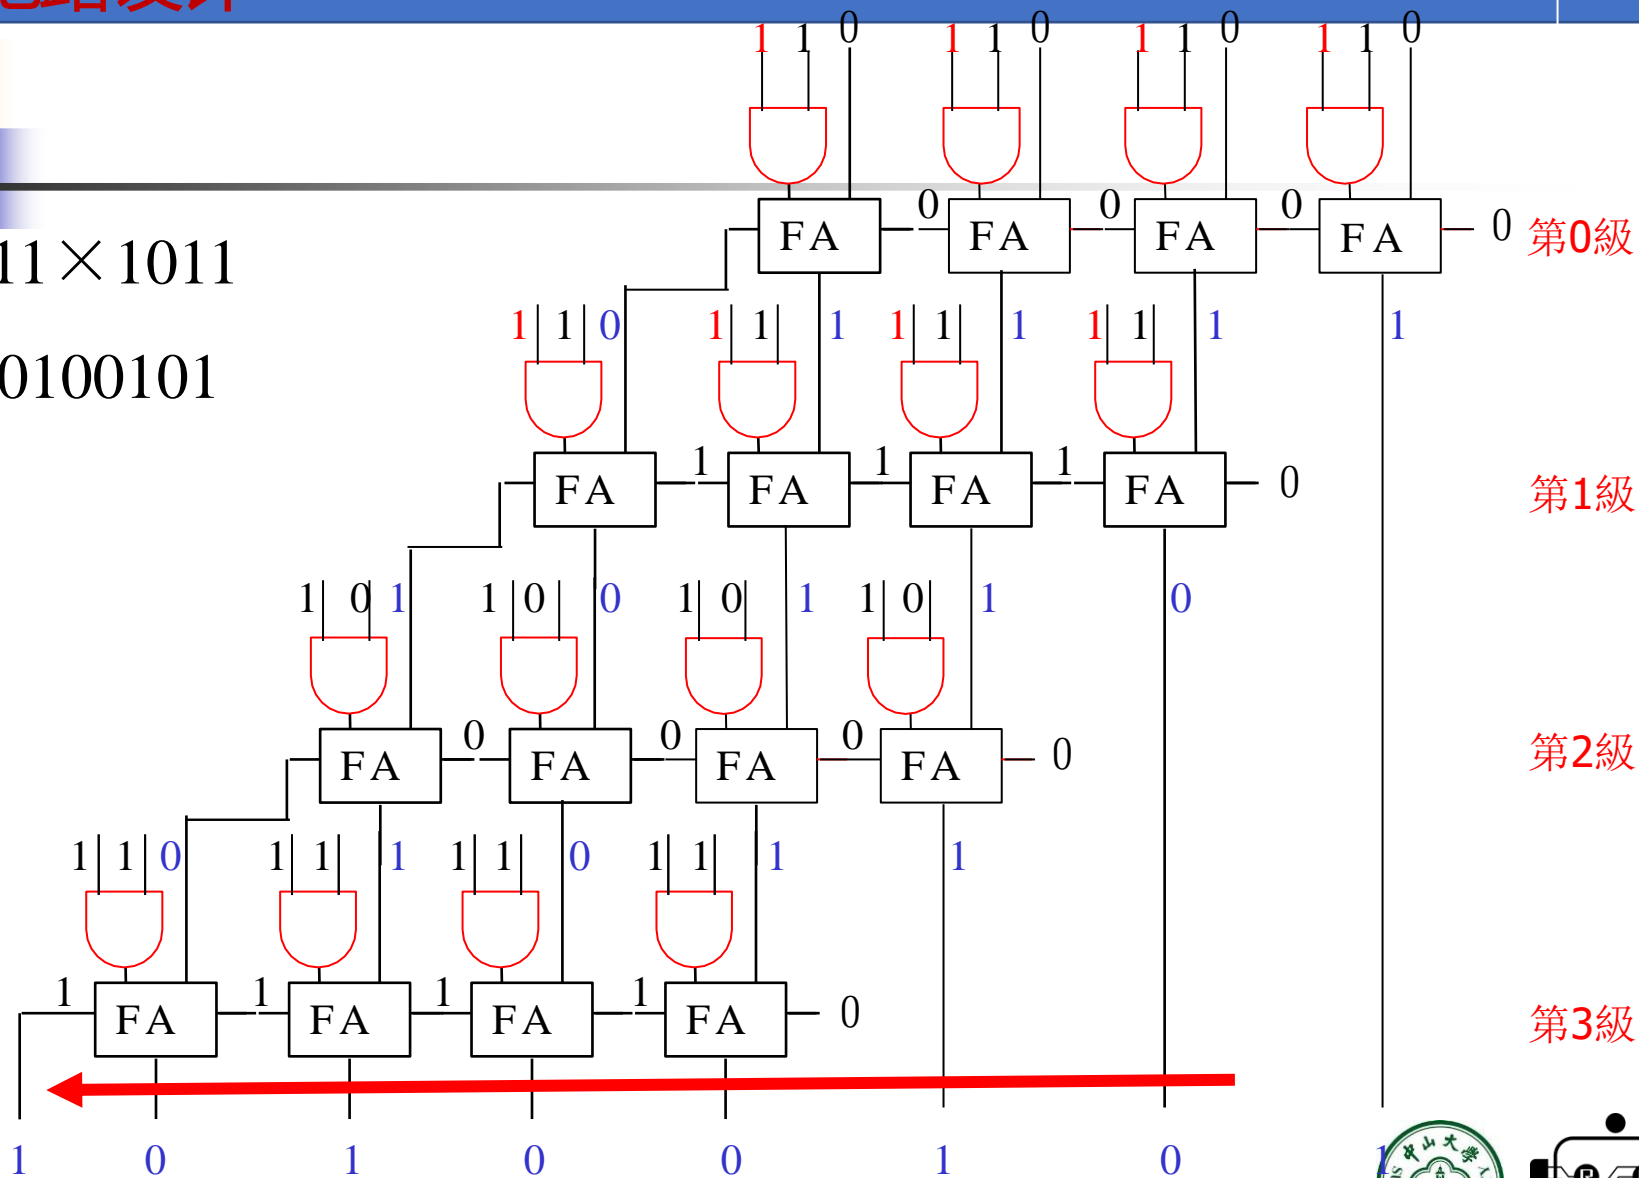 1 1 0 1 1 0 1 1 0 1 1 0
FA 0 FA 0 FA 0 FA 0 第0級
11×1011
1 1 0 1 1 1 1 1 1 1 1 1 1
0100101
FA 1 FA 1 FA 1 FA 0 第1級
1 0 1 1 0 0 1 0 1 1 0 1 0
FA 0 FA 0 FA 0 FA 0 第2級
1 1 0 1 1 1 1 1 0 1 1 1 1
1 FA 1 FA 1 FA 1 FA 0 第3級
1 0 1 0 0 1 0 1
中山大學